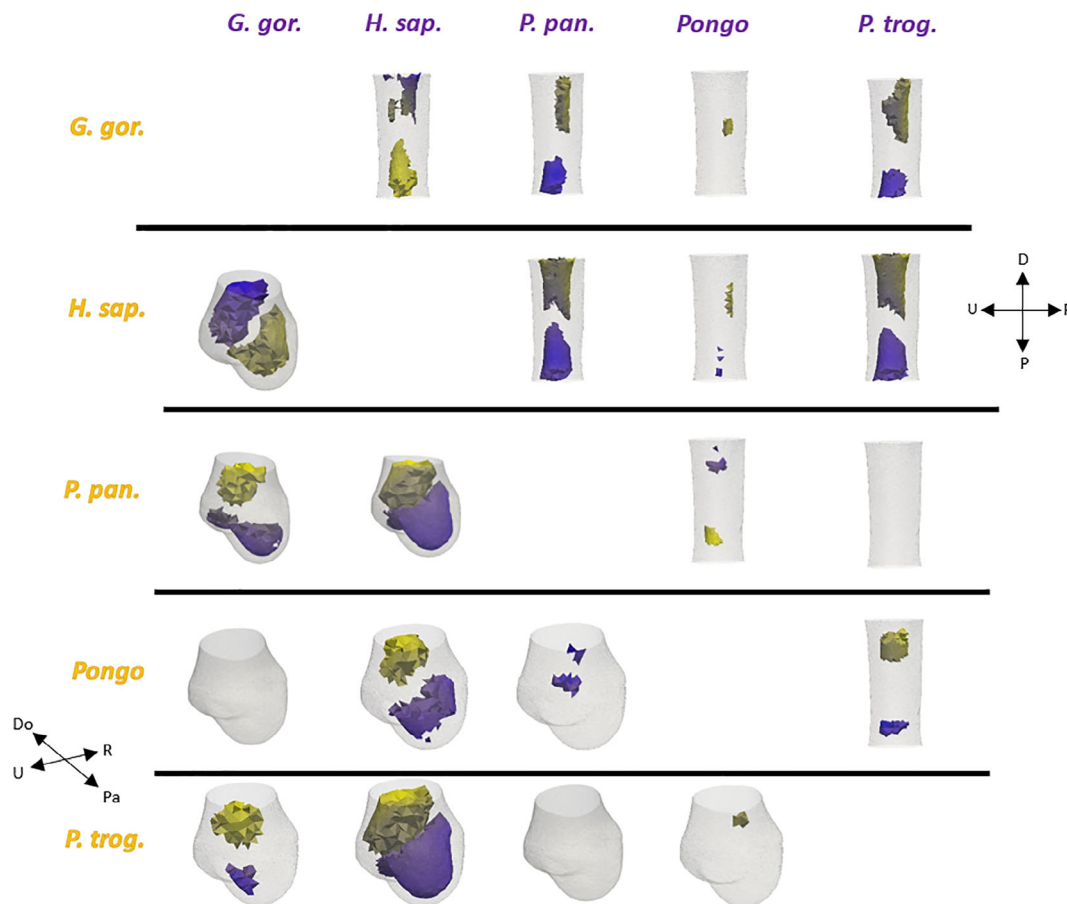 G. gor. H. sap. P. pan. Pongo P. trog.
G. gor.
H. sap.
D
U R
P
P. pan.
Pongo
Do
R
U
Pa
P. trog.